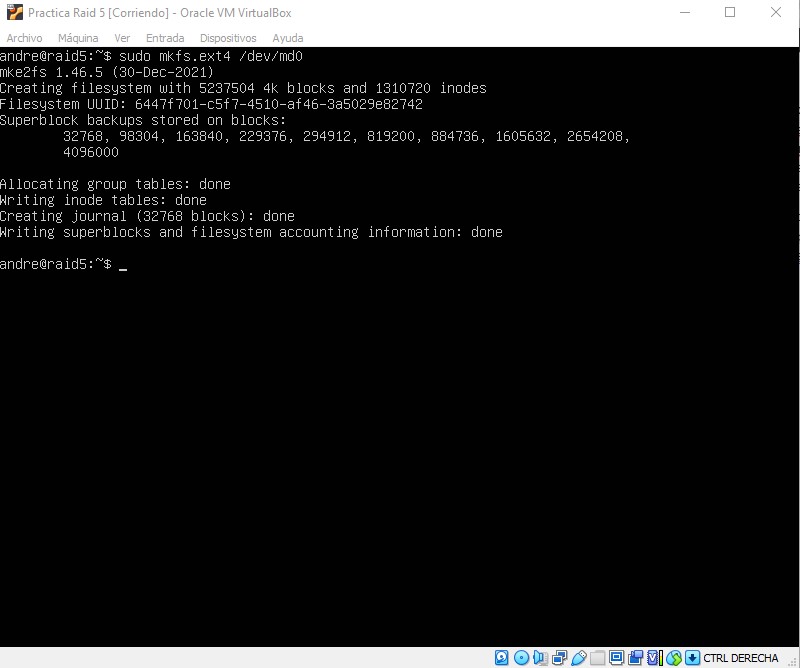 Practica Raid 5 [Corriendo] - Oracle VM VirtualBox
Archivo Máquina Ver Entrada Dispositivos Ayuda
andre@raid5:~$ sudo mkfs.ext4 /dev/md0
mke2fs 1.46.5 (30-Dec-2021)
Creating filesystem with 5237504 4k blocks and 1310720 inodes
Filesystem UUID: 6447f701-c5f7-4510-af46-3a5029e82742
Superblock backups stored on blocks:
32768, 98304, 163840, 229376, 294912, 819200, 884736, 1605632, 2654208,
4096000
Allocating group tables: done
Writing inode tables: done
Creating journal (32768 blocks): done
Writing superblocks and filesystem accounting information: done
andre@raid5:~$ _
CTRL DERECHA